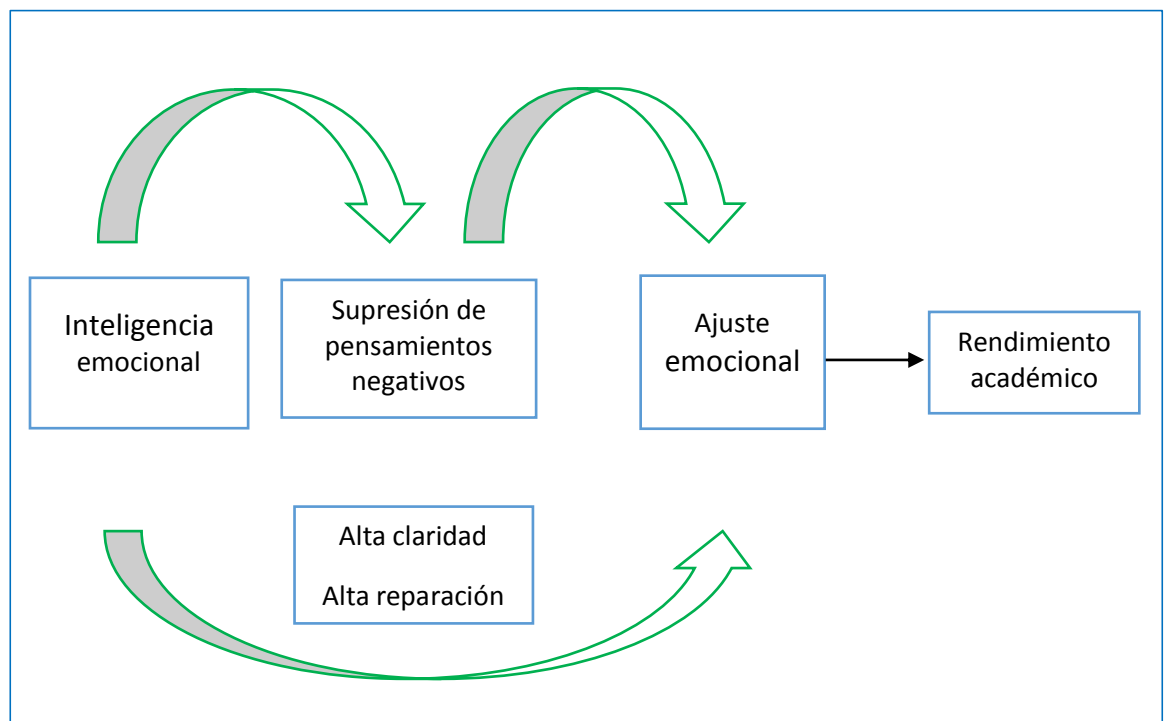 Inteligencia
emocional
Supresión de
pensamientos
negativos
Ajuste
emocional
Rendimiento
académico
Alta claridad
Alta reparación